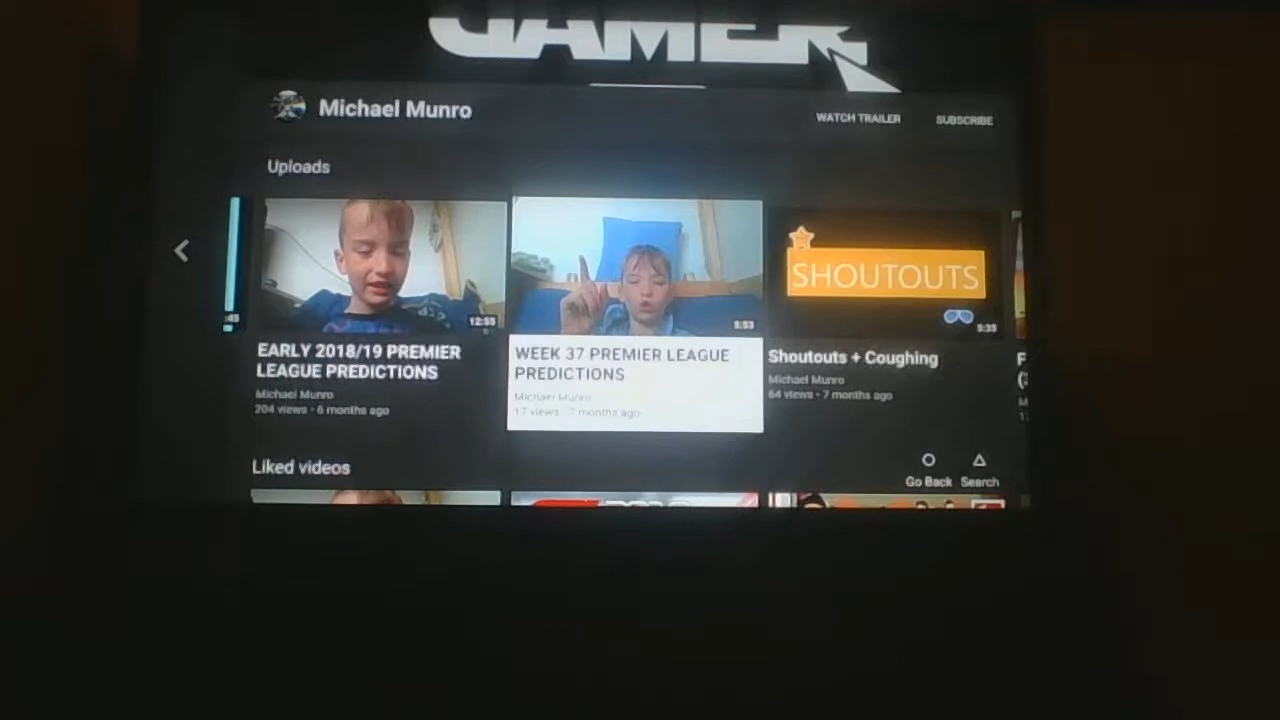 GAMER
Michael Munro
WATCH TRAILER
SUBSCRIBE
Uploads
:45
12:55
5:53
SHOUTOUTS
5:35
EARLY 2018/19 PREMIER
LEAGUE PREDICTIONS
Michael Munro
204 views • 6 months ago
WEEK 37 PREMIER LEAGUE
PREDICTIONS
Michael Munro
17 views • 7 months ago
Shoutouts + Coughing
Michael Munro
64 views • 7 months ago
Liked videos
Go Back
Search